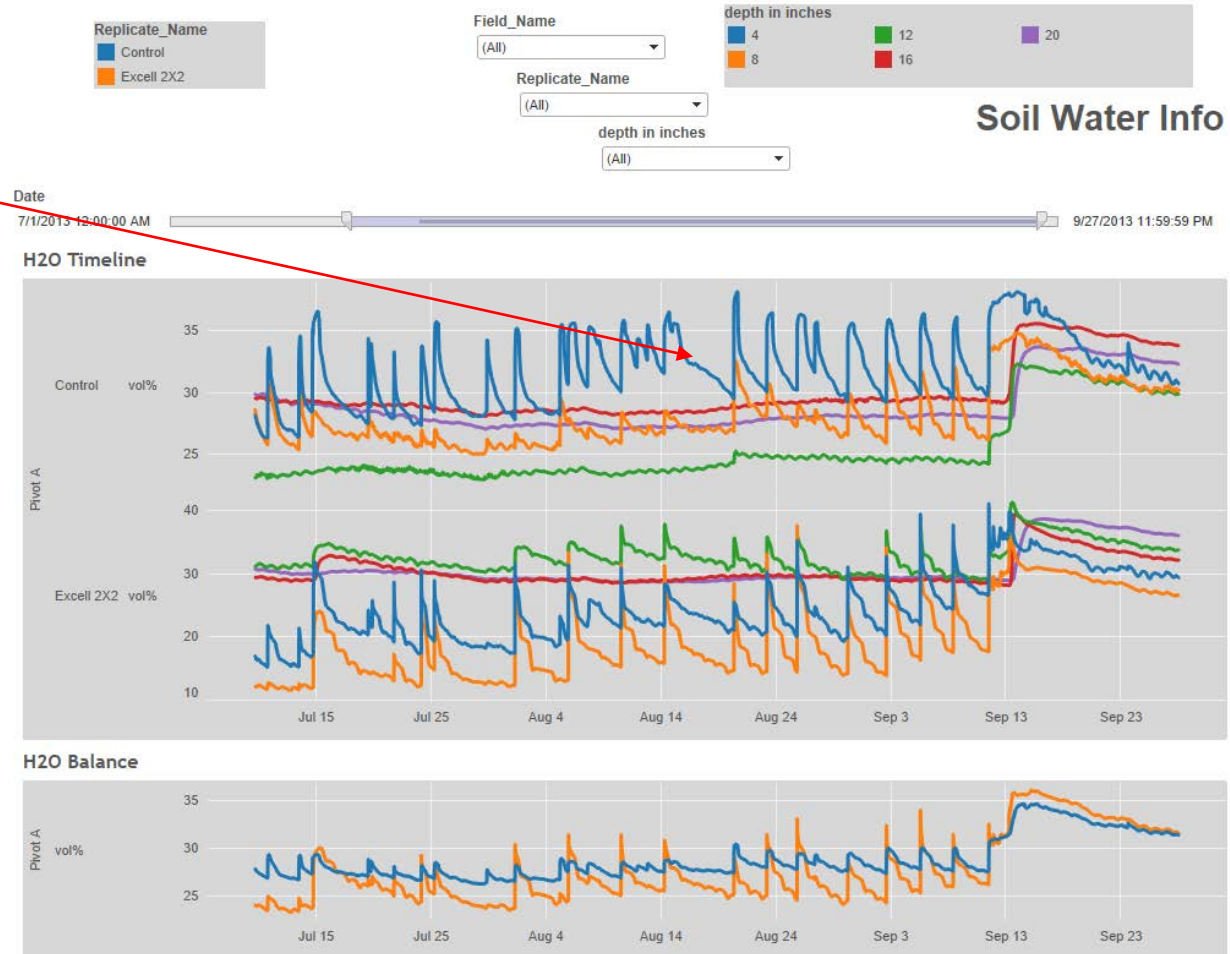 Replicate_Name
Control
Excell 2X2
Field_Name
(All)
Replicate_Name
(All)
depth in inches
(All)
depth in inches
4 12 20
8 16
Soil Water Info
Date
7/1/2013 12:00:00 AM 9/27/2013 11:59:59 PM
H2O Timeline
Pivot A
Control vol%
35
30
25
Excell 2X2 vol%
40
30
20
10
Jul 15 Jul 25 Aug 4 Aug 14 Aug 24 Sep 3 Sep 13 Sep 23
H2O Balance
Pivot A
vol%
35
30
25
Jul 15 Jul 25 Aug 4 Aug 14 Aug 24 Sep 3 Sep 13 Sep 23